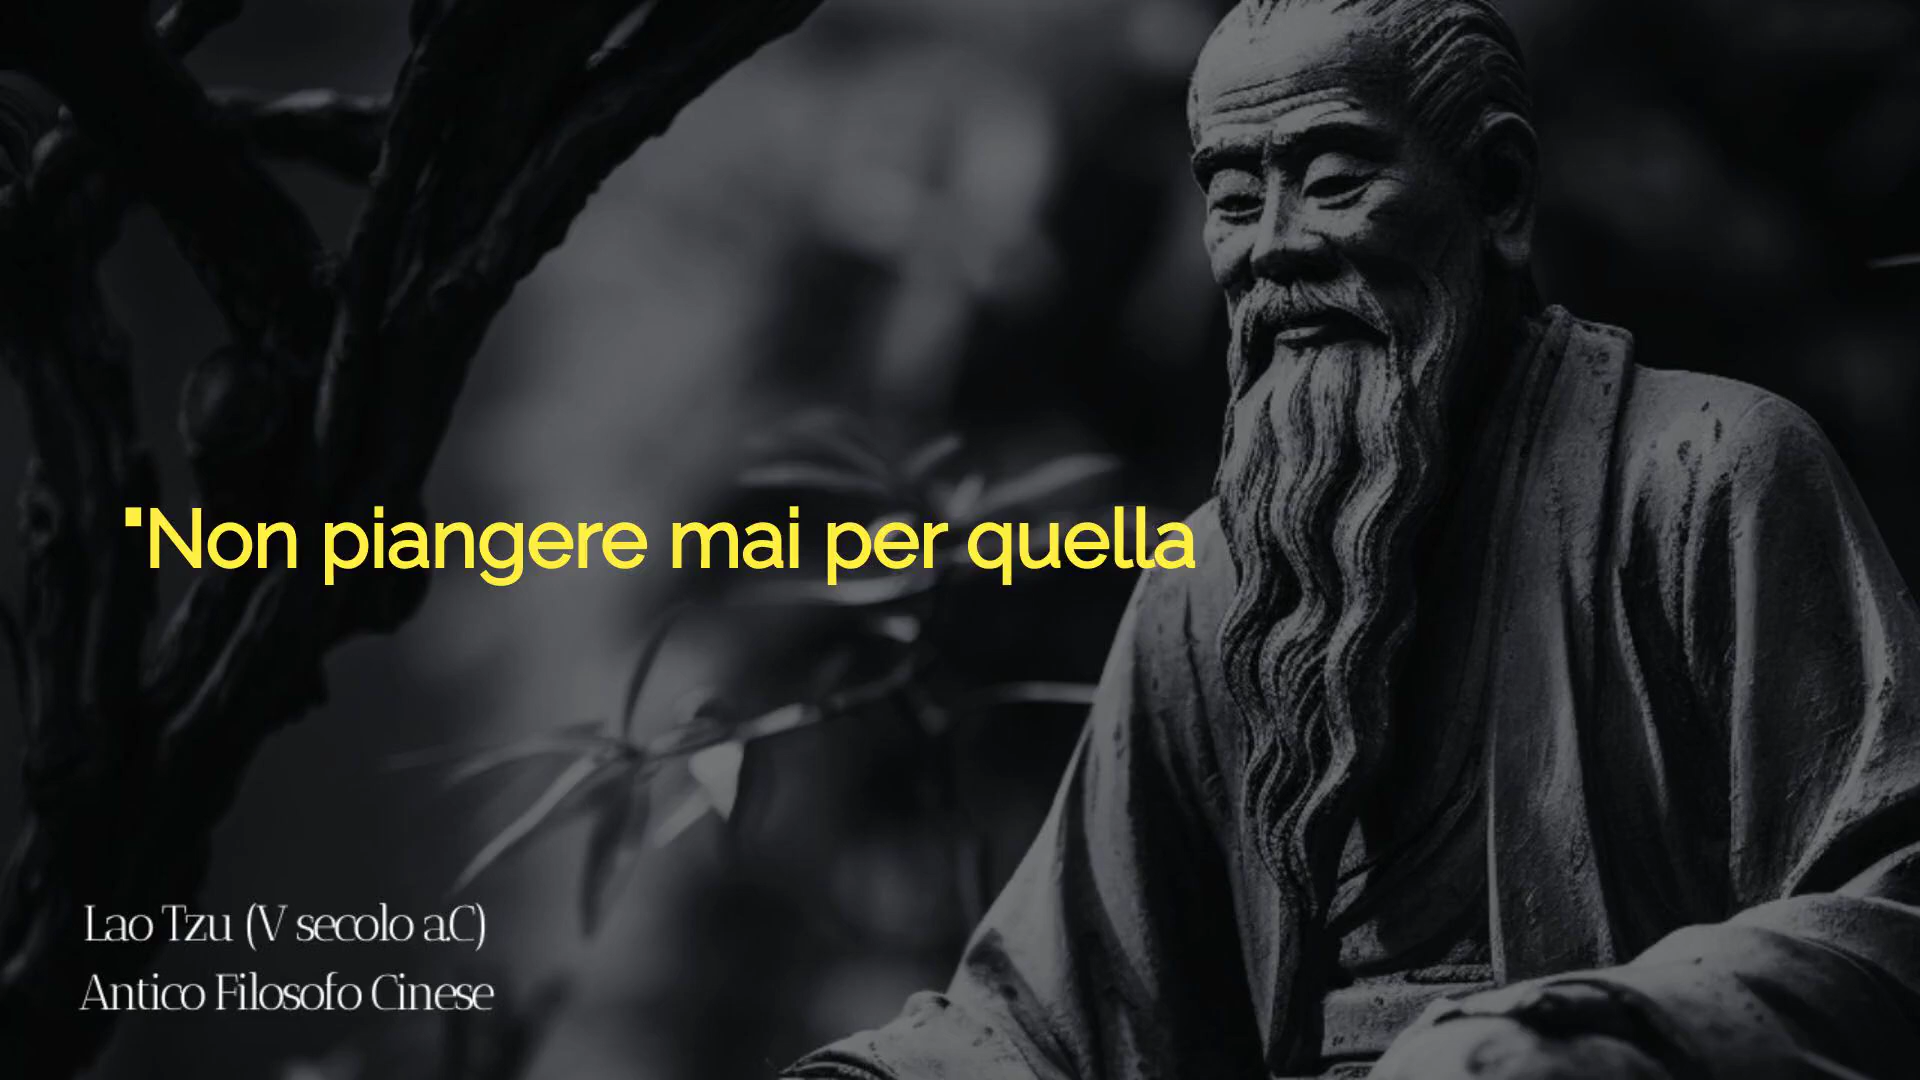 "Non piangere mai per quella
Lao Tzu (V secolo a.C)
Antico Filosofo Cinese